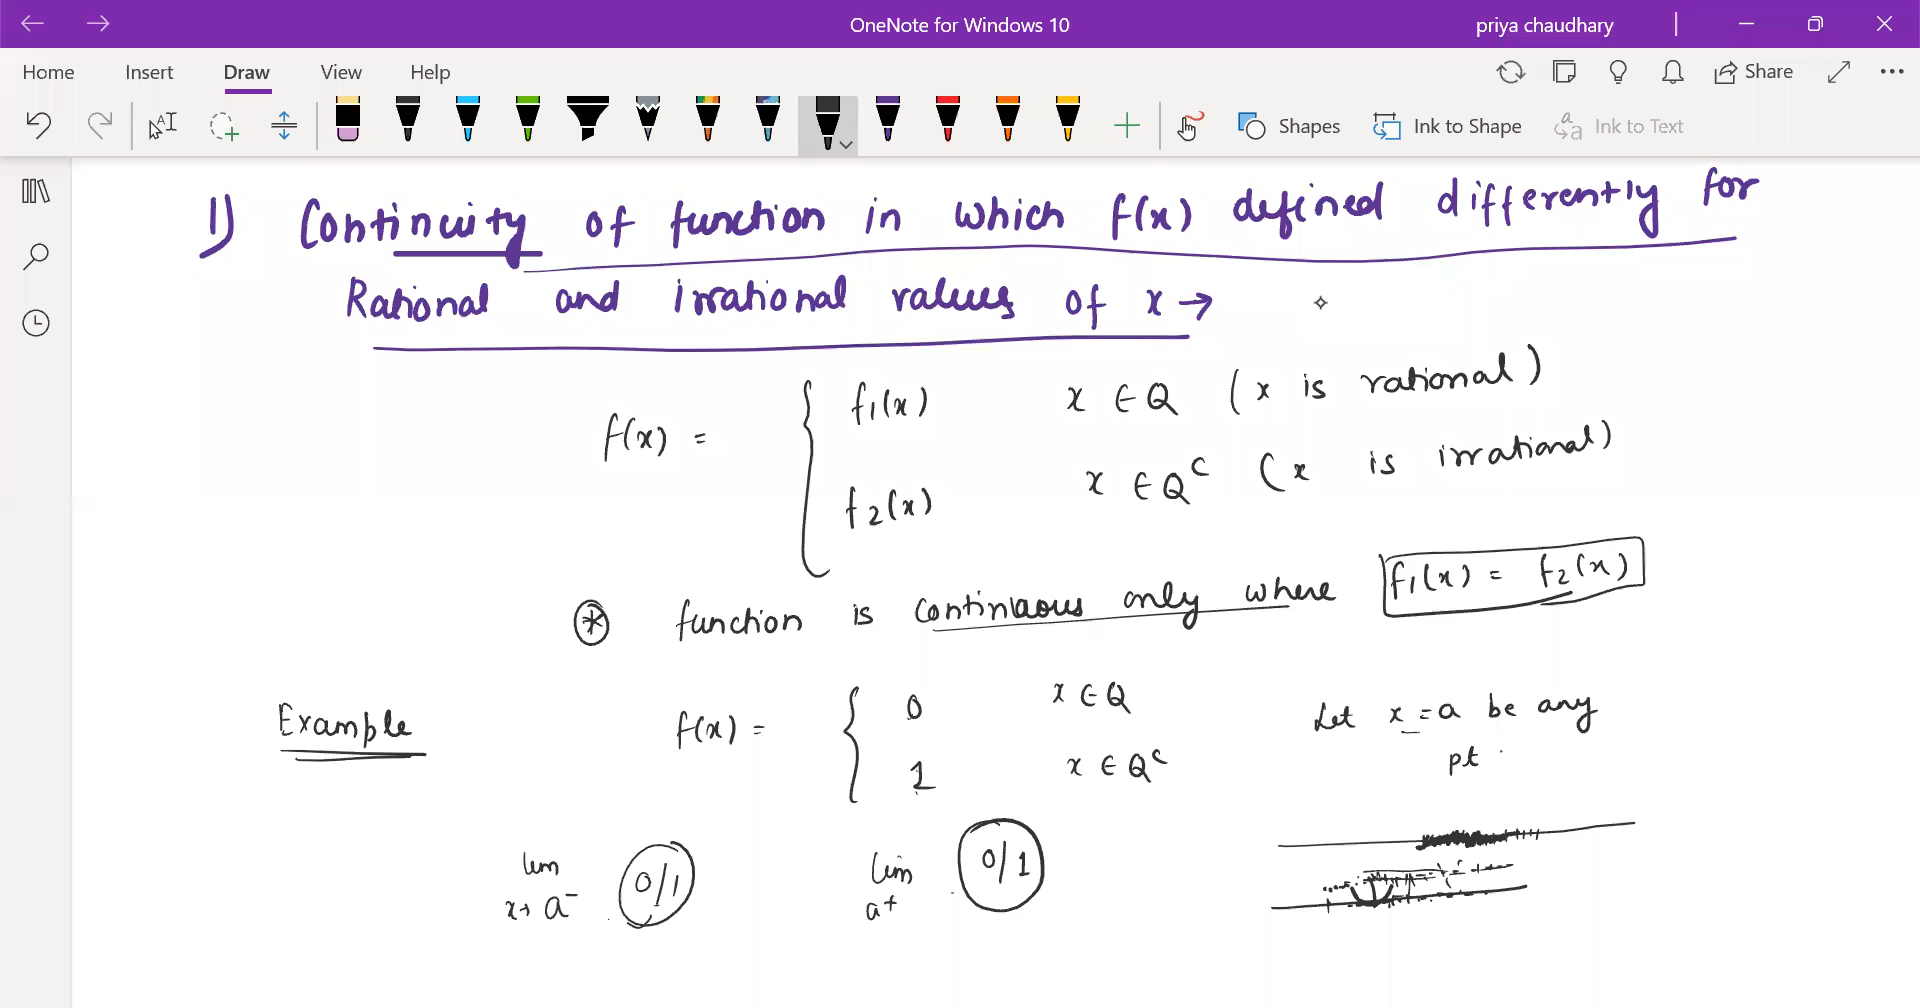 OneNote for Windows 10
priya chaudhary
Home Insert Draw View Help
Share
Shapes Ink to Shape Ink to Text
1) Continuity of function in which f(x) defined differently for
Rational and irrational values of x →
f(x) = { f₁(x) x ∈ Q (x is rational)
f₂(x) x ∈ Qᶜ (x is irrational)
⊛ function is continuous only where f₁(x) = f₂(x)
Example f(x) = { 0 x ∈ Q Let x = a be any
1 x ∈ Qᶜ pt.
lim 0/1 lim 0/1
x→ a⁻ a⁺